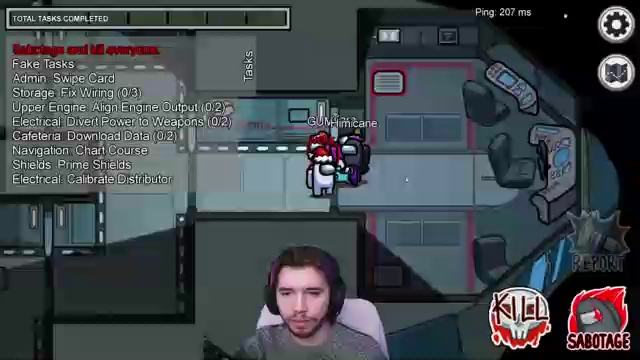 TOTAL TASKS COMPLETED
Ping: 207 ms
Sabotage and kill everyone.
Fake Tasks
Admin: Swipe Card
Storage: Fix Wiring (0/3)
Upper Engine: Align Engine Output (0/2)
Electrical: Divert Power to Weapons (0/2)
Cafeteria: Download Data (0/2)
Navigation: Chart Course
Shields: Prime Shields
Electrical: Calibrate Distributor
Tasks
REPORT
KILL
SABOTAGE